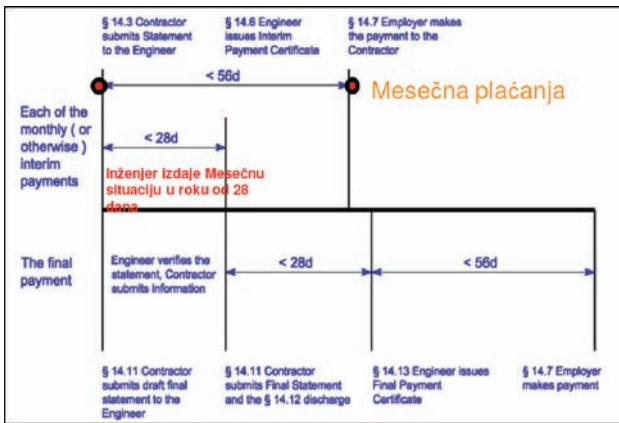 § 14.3 Contractor
submits Statement
to the Engineer
§ 14.6 Engineer
issues Interim
Payment Certificate
§ 14.7 Employer makes
the payment to the
Contractor
< 56d
Mesečna plaćanja
Each of the
monthly ( or
otherwise )
interim
payments
< 28d
Inženjer izdaje Mesečnu
situaciju u roku od 28
dana
The final
payment
Engineer verifies the
statement, Contractor
submits information
< 28d
< 56d
§ 14.11 Contractor
submits draft final
statement to the
Engineer
§ 14.11 Contractor
submits Final Statement
and the § 14.12 discharge
§ 14.13 Engineer issues
Final Payment
Certificate
§ 14.7 Employer
makes payment